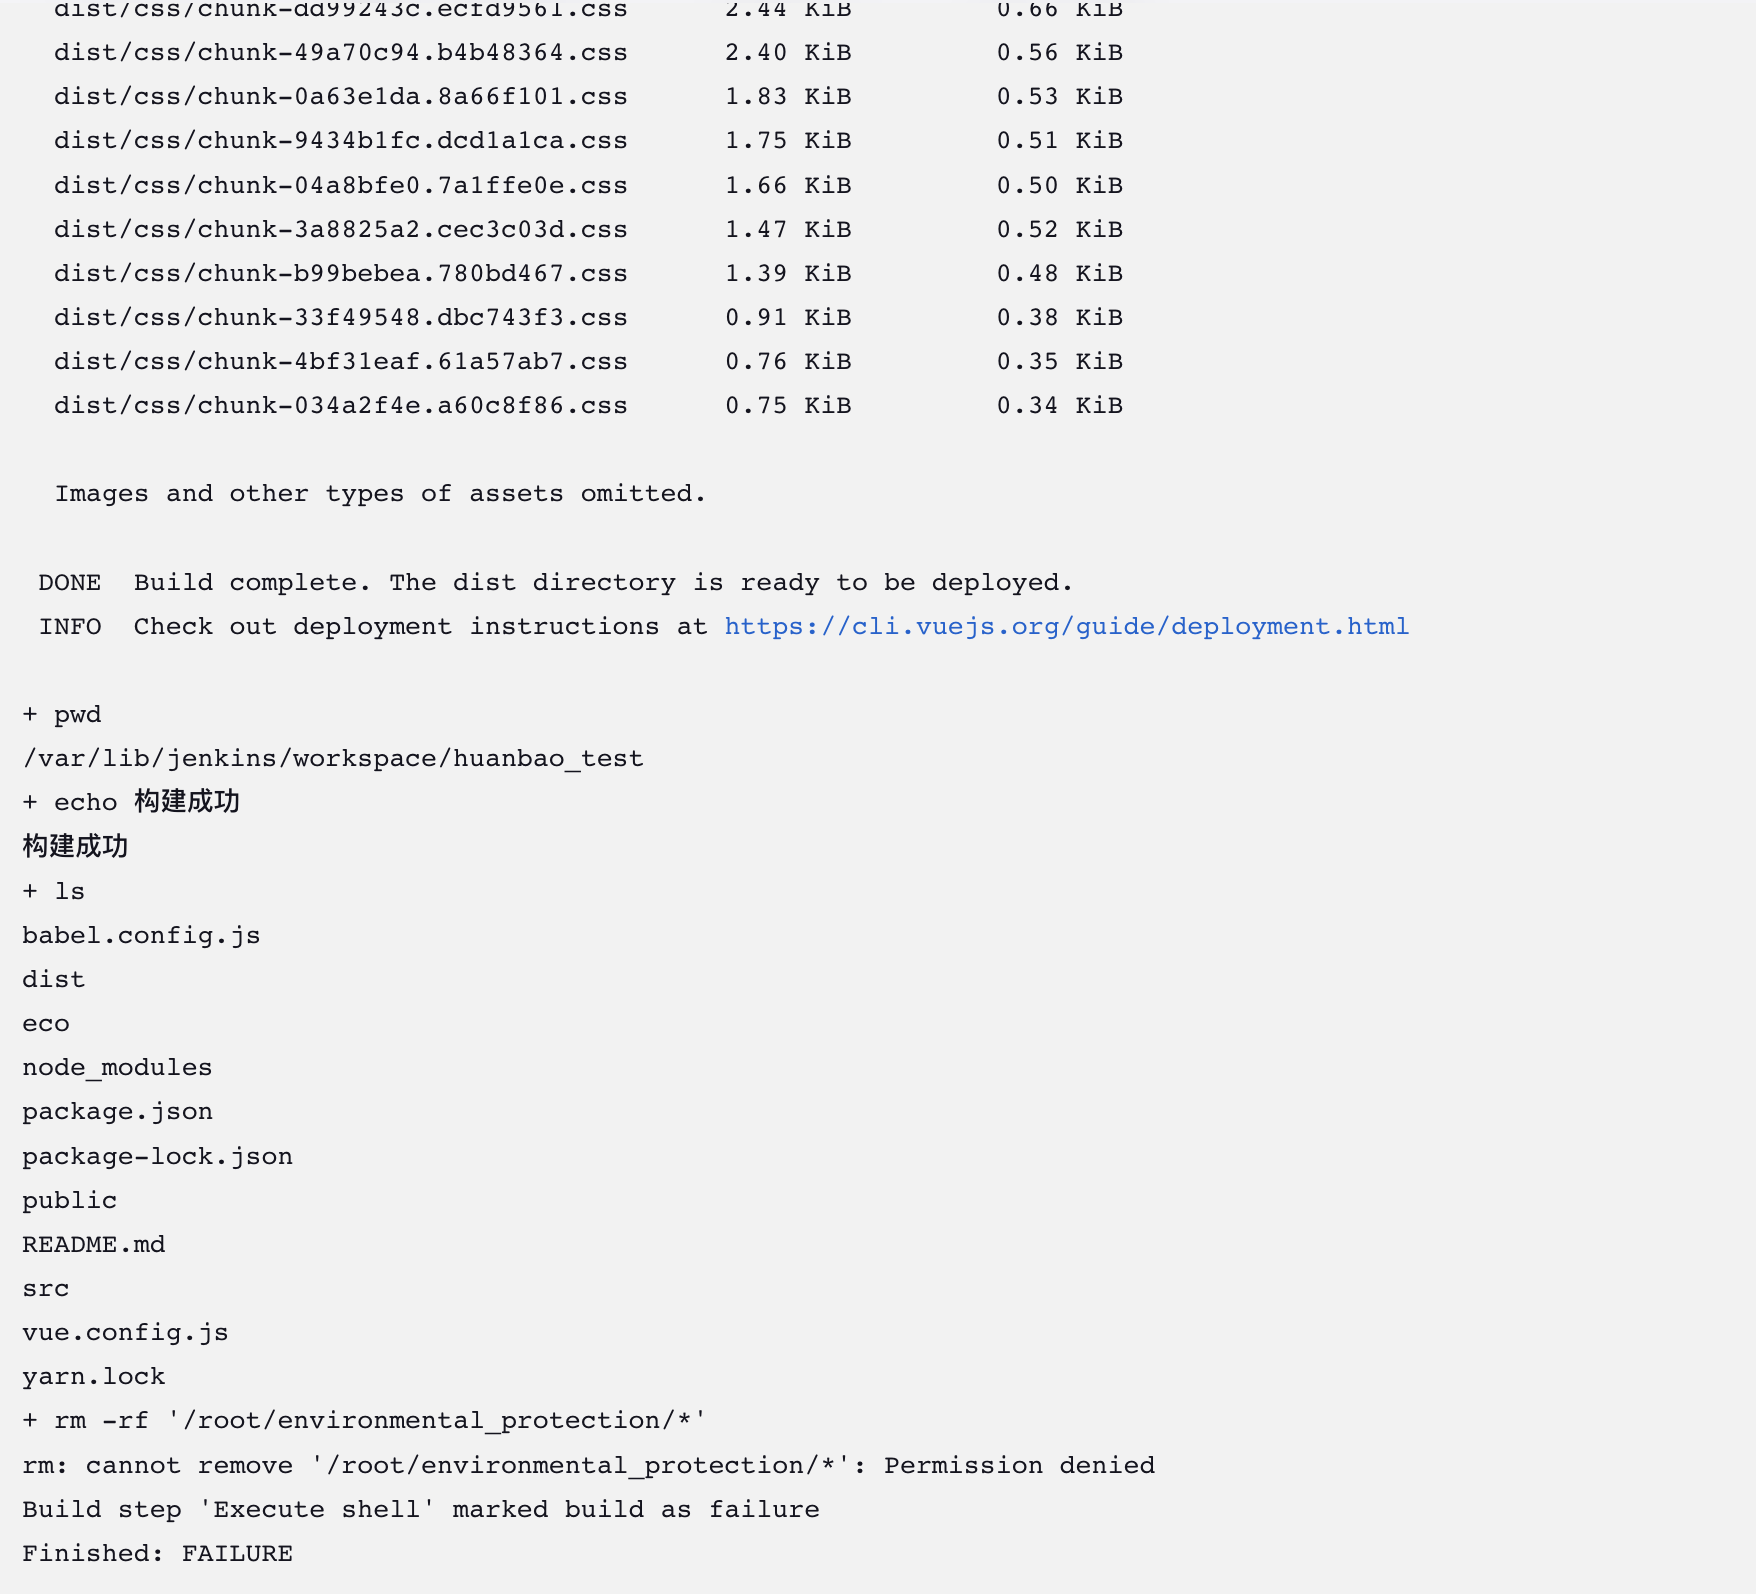 dist/css/chunk-dd99243c.ecfd9561.css 2.44 KiB 0.66 KiB
dist/css/chunk-49a70c94.b4b48364.css 2.40 KiB 0.56 KiB
dist/css/chunk-0a63e1da.8a66f101.css 1.83 KiB 0.53 KiB
dist/css/chunk-9434b1fc.dcd1a1ca.css 1.75 KiB 0.51 KiB
dist/css/chunk-04a8bfe0.7a1ffe0e.css 1.66 KiB 0.50 KiB
dist/css/chunk-3a8825a2.cec3c03d.css 1.47 KiB 0.52 KiB
dist/css/chunk-b99bebea.780bd467.css 1.39 KiB 0.48 KiB
dist/css/chunk-33f49548.dbc743f3.css 0.91 KiB 0.38 KiB
dist/css/chunk-4bf31eaf.61a57ab7.css 0.76 KiB 0.35 KiB
dist/css/chunk-034a2f4e.a60c8f86.css 0.75 KiB 0.34 KiB
Images and other types of assets omitted.
DONE Build complete. The dist directory is ready to be deployed.
INFO Check out deployment instructions at https://cli.vuejs.org/guide/deployment.html
+ pwd
/var/lib/jenkins/workspace/huanbao_test
+ echo 构建成功
构建成功
+ ls
babel.config.js
dist
eco
node_modules
package.json
package-lock.json
public
README.md
src
vue.config.js
yarn.lock
+ rm -rf '/root/environmental_protection/*'
rm: cannot remove '/root/environmental_protection/*': Permission denied
Build step 'Execute shell' marked build as failure
Finished: FAILURE